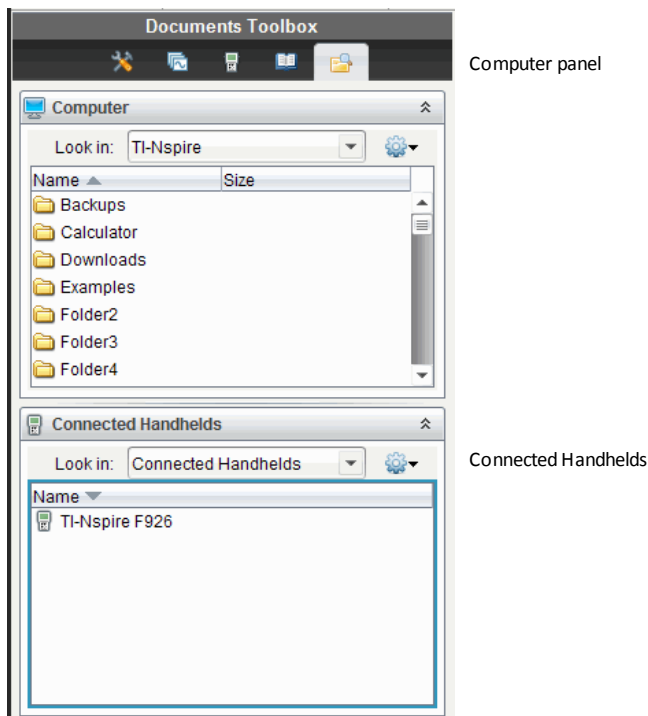 Documents Toolbox
Computer panel
Computer
Look in: TI-Nspire
Name Size
Backups
Calculator
Downloads
Examples
Folder2
Folder3
Folder4
Connected Handhelds
Look in: Connected Handhelds
Connected Handhelds
Name
TI-Nspire F926